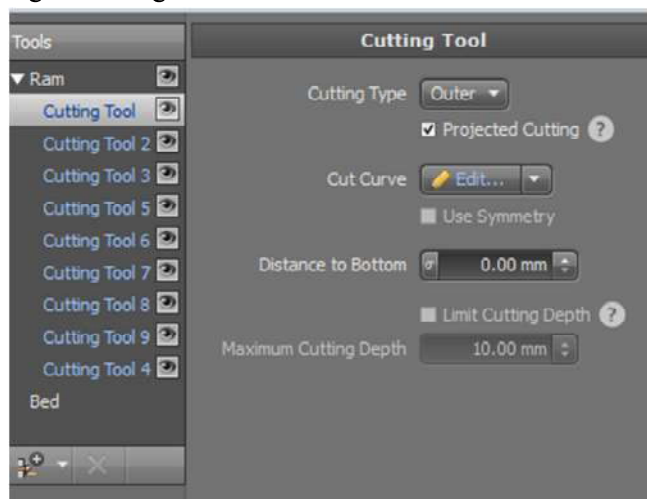 Tools
Ram
Cutting Tool
Cutting Tool 2
Cutting Tool 3
Cutting Tool 5
Cutting Tool 6
Cutting Tool 7
Cutting Tool 8
Cutting Tool 9
Cutting Tool 4
Bed
Cutting Tool
Cutting Type Outer
Projected Cutting ?
Cut Curve Edit...
Use Symmetry
Distance to Bottom 0.00 mm
Limit Cutting Depth ?
Maximum Cutting Depth 10.00 mm